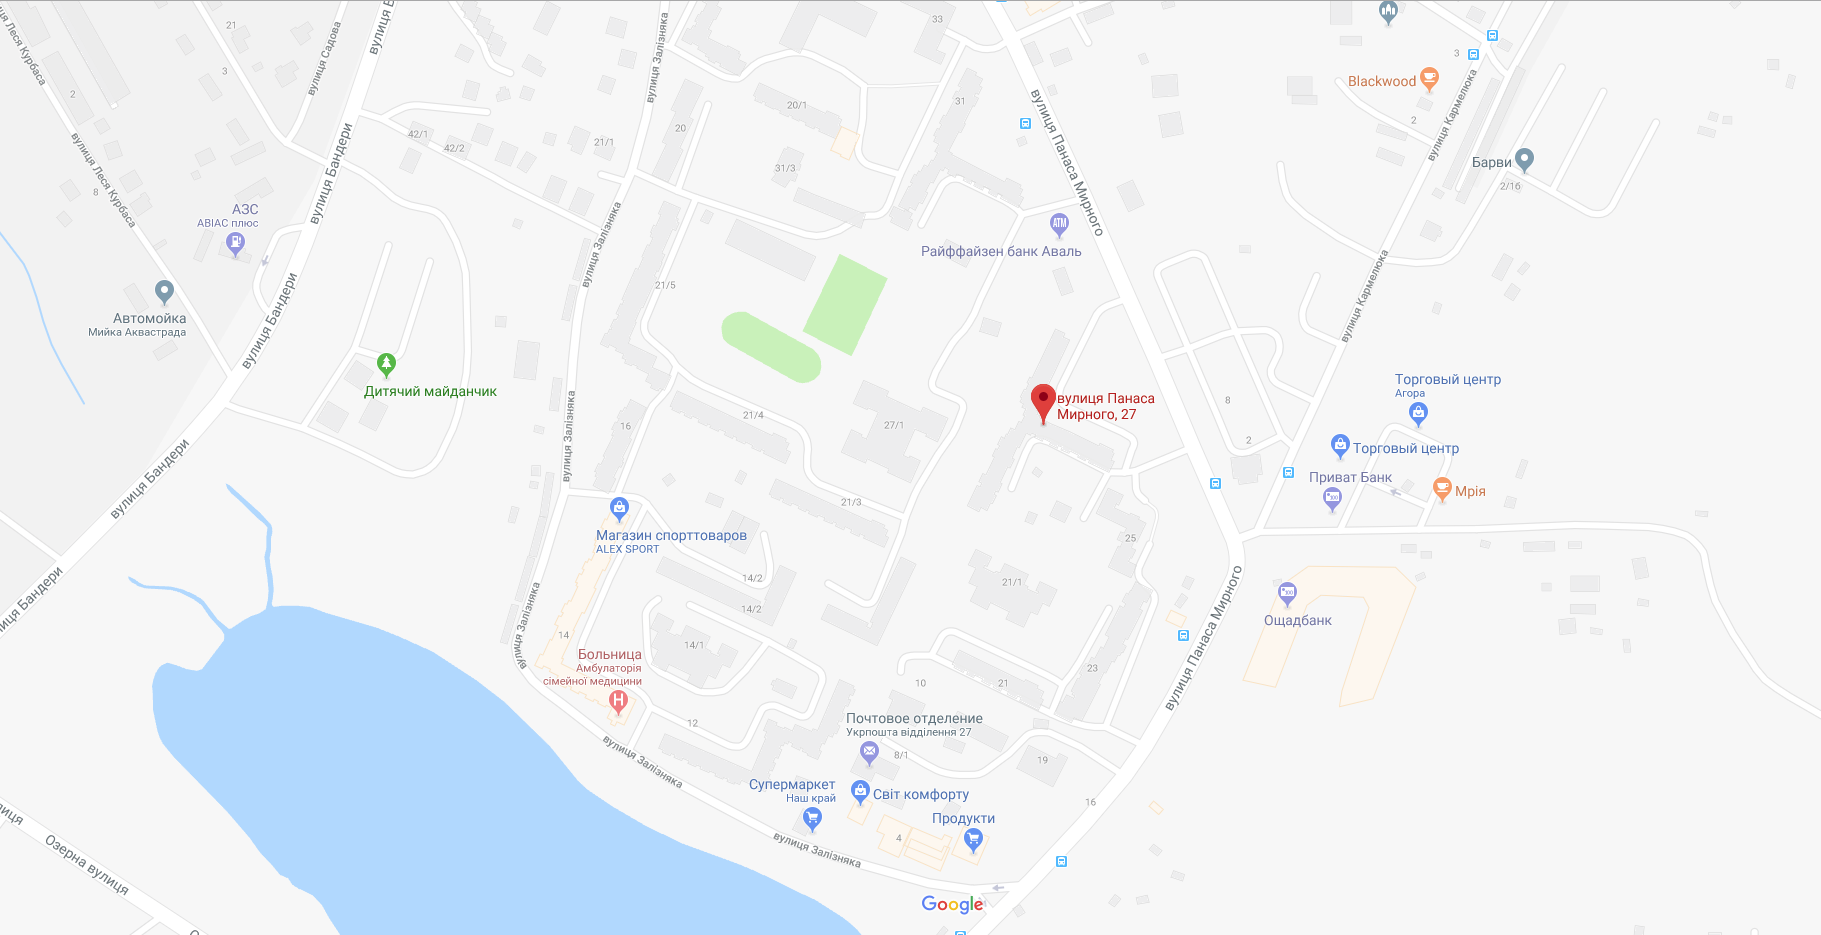 вулиця Б
вулиця Залізняка
33
21
вулиця Садова
ця Леся Курбаса
3
2
20/1
31
вулиця Панаса Мирного
3
Blackwood
вулиця Кармелюка
2
42/1
42/2
21/1
20
31/3
вулиця Бандери
вулиця Леся Курбаса
8
Барви
2/16
АЗС
АВІАС плюс
вулиця Залізняка
Райффайзен банк Аваль
21/5
вулиця Кармелюка
Автомойка
Мийка Аквастрада
вулиця Бандери
Дитячий майданчик
вулиця Панаса
Мирного, 27
Торговый центр
Агора
8
2
21/4
27/1
16
вулиця Залізняка
Торговый центр
Приват Банк
Мрія
вулиця Бандери
21/3
Магазин спорттоваров
ALEX SPORT
25
14/2
14/2
21/1
вулиця Бандери
вулиця Залізняка
вулиця Панаса Мирного
Ощадбанк
14
14/1
Больница
Амбулаторія
сімейної медицини
23
10
21
12
Почтовое отделение
Укрпошта відділення 27
8/1
19
вулиця Залізняка
Супермаркет
Наш край
Світ комфорту
16
Продукти
4
вулиця Залізняка
Озерна вулиця
Google